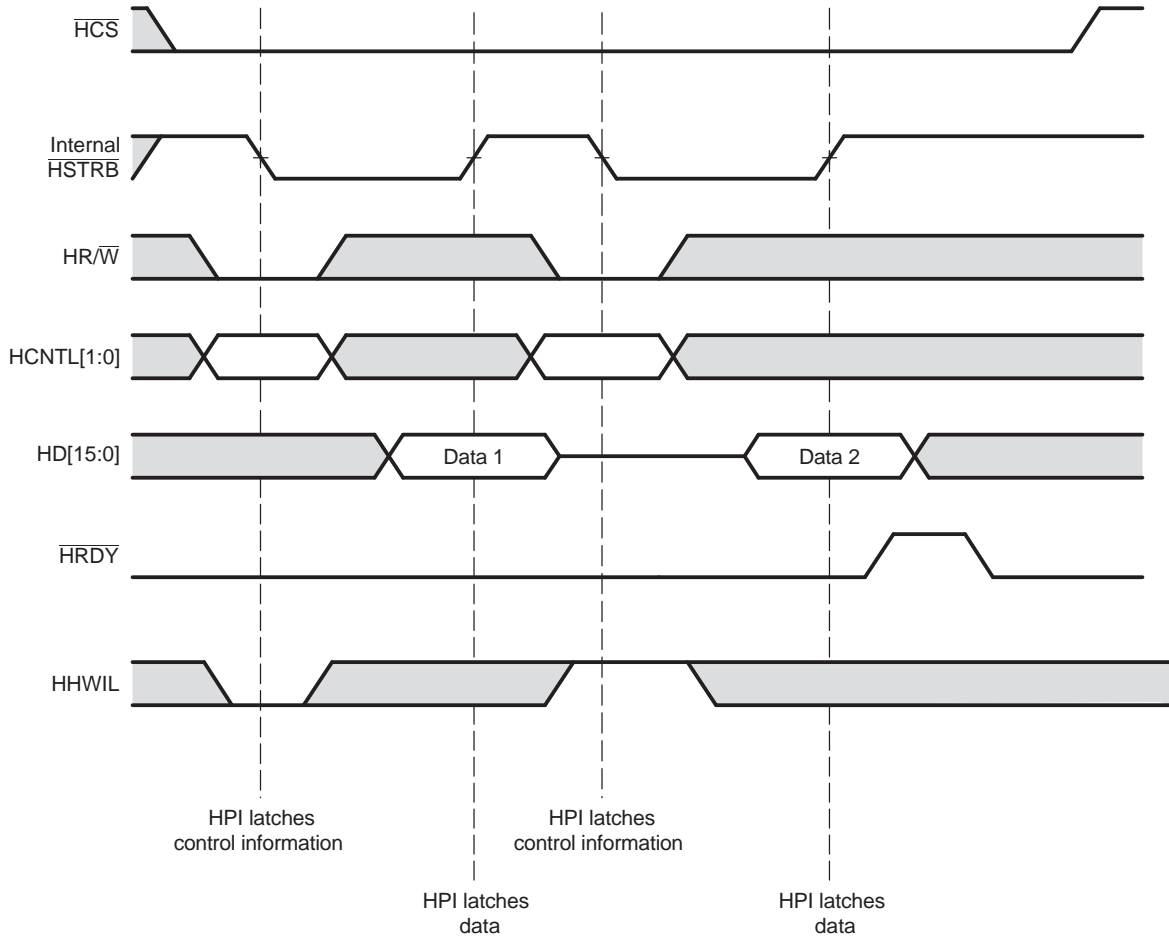 HCS
Internal
HSTRB
HR/W
HCNTL[1:0]
HD[15:0]
Data 1
Data 2
HRDY
HHWIL
HPI latches
control information
HPI latches
control information
HPI latches
data
HPI latches
data